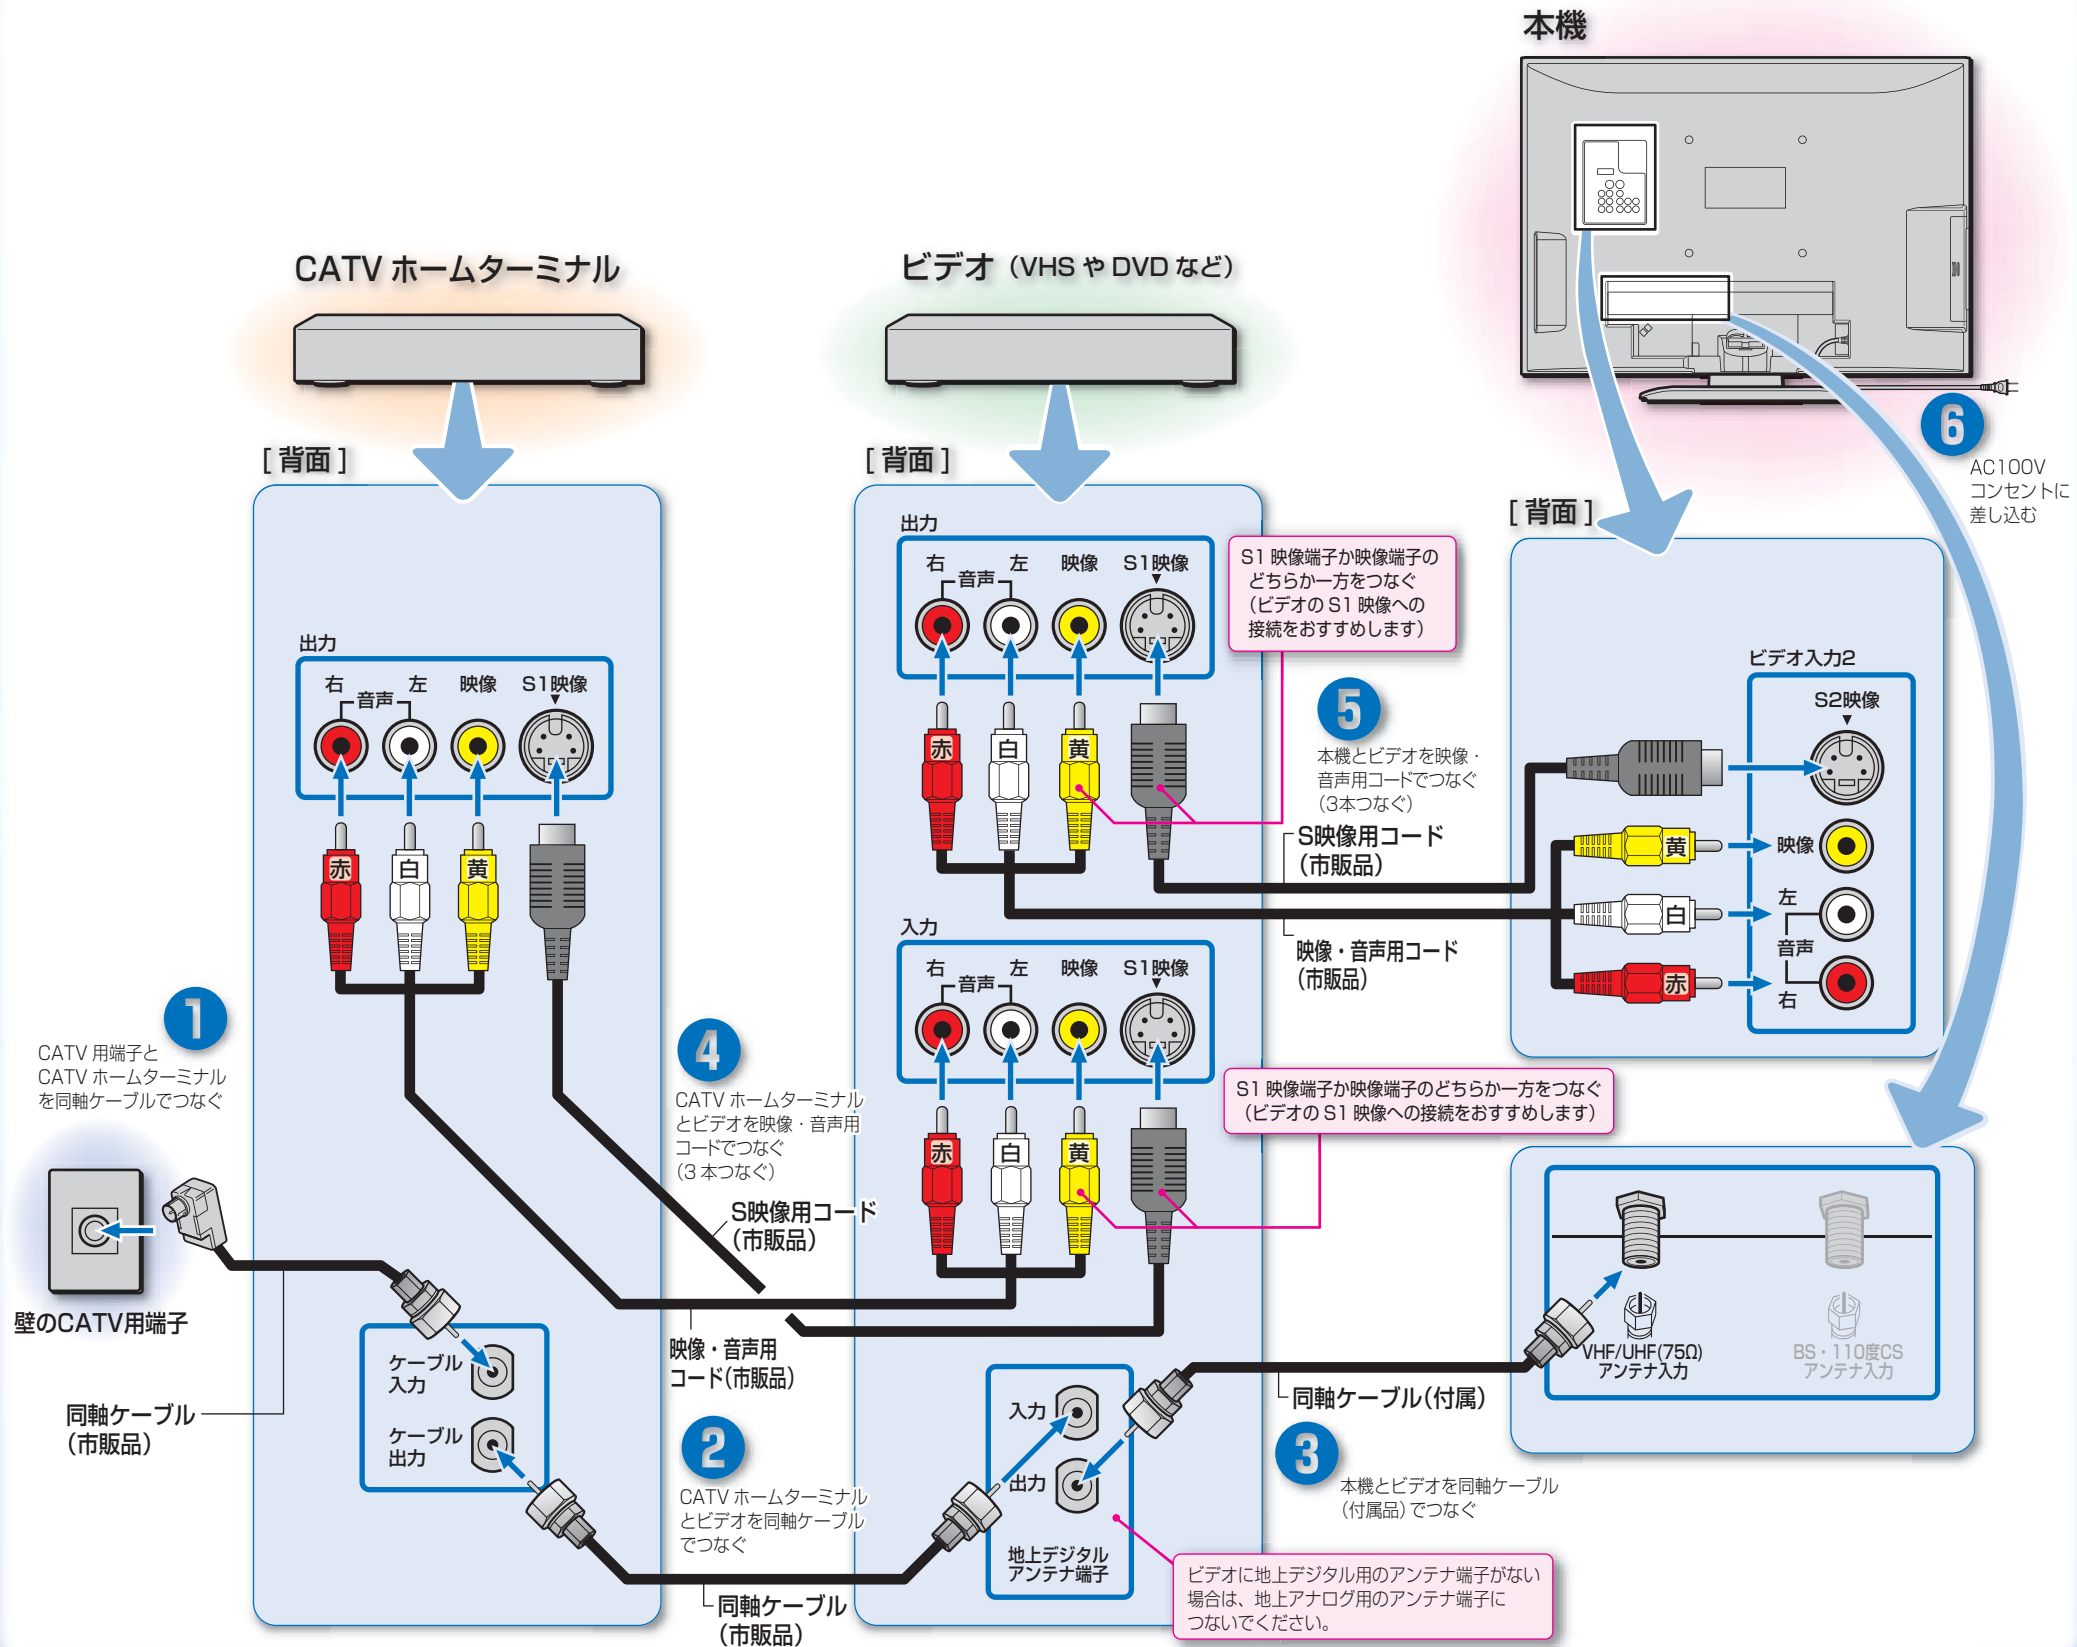 本機
CATV ホームターミナル
ビデオ（VHS や DVD など）
6
AC100V
コンセントに
差し込む
[ 背面 ]
出力
右
音声
左
映像
S1映像
赤
白
黄
[ 背面 ]
出力
右
音声
左
映像
S1映像
赤
白
黄
S1 映像端子か映像端子の
どちらか一方をつなぐ
（ビデオの S1 映像への
接続をおすすめします）
5
本機とビデオを映像・
音声用コードでつなぐ
（3本つなぐ）
S映像用コード
（市販品）
映像・音声用コード
（市販品）
[ 背面 ]
ビデオ入力2
S2映像
黄
映像
白
左
音声
赤
右
入力
右
音声
左
映像
S1映像
赤
白
黄
S1 映像端子か映像端子のどちらか一方をつなぐ
（ビデオの S1 映像への接続をおすすめします）
1
CATV 用端子と
CATV ホームターミナル
を同軸ケーブルでつなぐ
壁のCATV用端子
同軸ケーブル
（市販品）
4
CATV ホームターミナル
とビデオを映像・音声用
コードでつなぐ
（3 本つなぐ）
S映像用コード
（市販品）
映像・音声用
コード（市販品）
ケーブル
入力
ケーブル
出力
2
CATV ホームターミナル
とビデオを同軸ケーブル
でつなぐ
同軸ケーブル
（市販品）
入力
出力
地上デジタル
アンテナ端子
同軸ケーブル（付属）
3
本機とビデオを同軸ケーブル
（付属品）でつなぐ
VHF/UHF(75Ω)
アンテナ入力
BS・110度CS
アンテナ入力
ビデオに地上デジタル用のアンテナ端子がない
場合は、地上アナログ用のアンテナ端子に
つないでください。